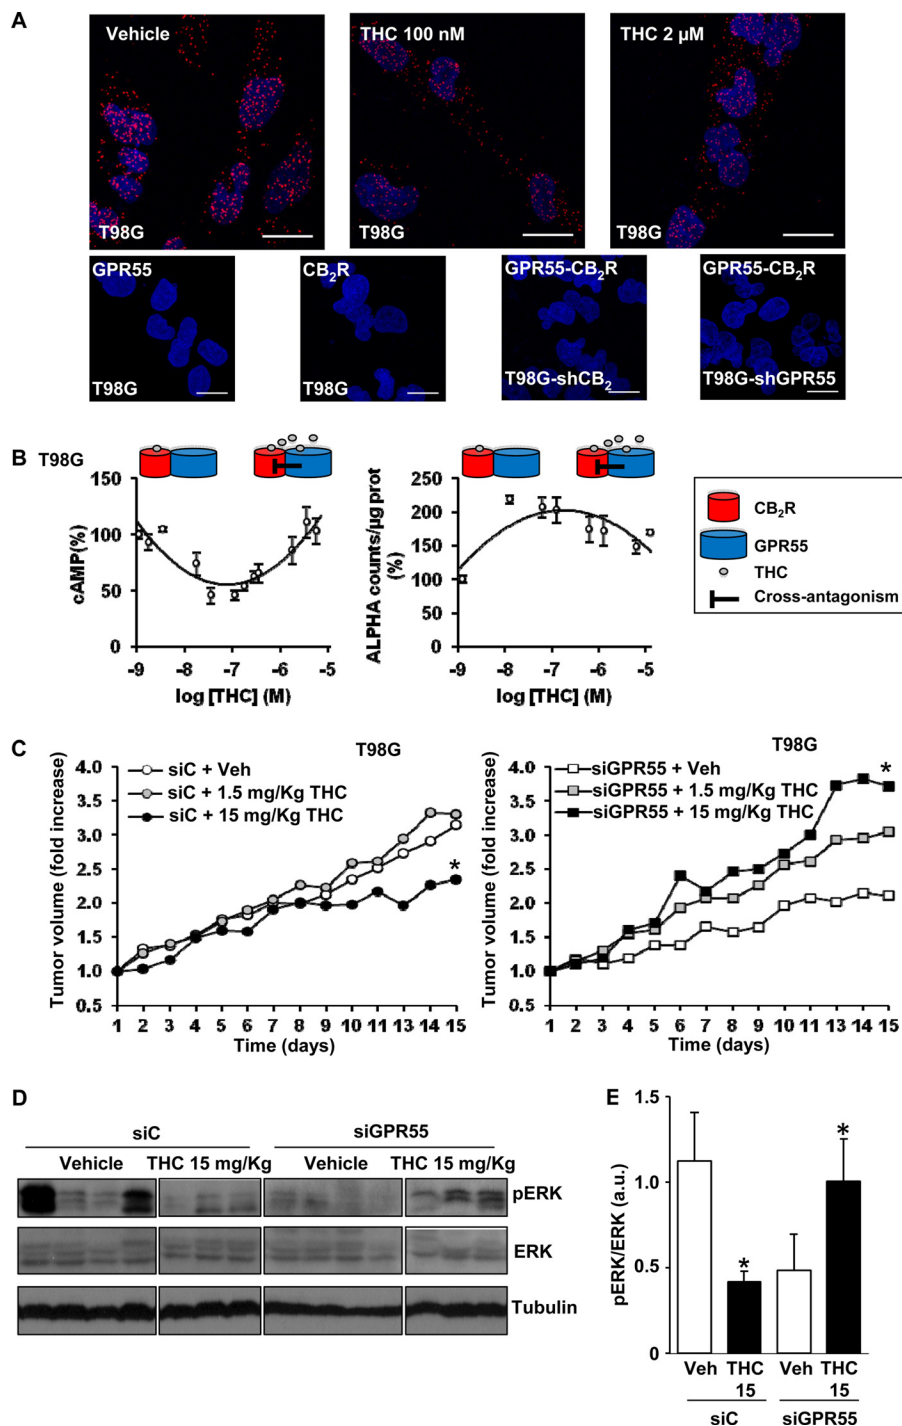 A
Vehicle
THC 100 nM
THC 2 µM
T98G
T98G
T98G
GPR55
CB2R
GPR55-CB2R
GPR55-CB2R
T98G
T98G
T98G-shCB2
T98G-shGPR55
B
T98G
cAMP(%)
150
100
50
0
-9
-8
-7
-6
-5
log [THC] (M)
ALPHA counts/µg prot
(%)
250
200
150
100
50
0
-9
-8
-7
-6
-5
log [THC] (M)
CB2R
GPR55
THC
Cross-antagonism
C
T98G
Tumor volume (fold increase)
4.0
3.5
3.0
2.5
2.0
1.5
1.0
0.5
siC + Veh
siC + 1.5 mg/Kg THC
siC + 15 mg/Kg THC
*
1 2 3 4 5 6 7 8 9 10 11 13 14 15
Time (days)
T98G
Tumor volume (fold increase)
4.0
3.5
3.0
2.5
2.0
1.5
1.0
0.5
siGPR55 + Veh
siGPR55 + 1.5 mg/Kg THC
siGPR55 + 15 mg/Kg THC
*
1 2 3 4 5 6 7 8 9 10 11 13 14 15
Time (days)
D
siC
siGPR55
Vehicle
THC 15 mg/Kg
Vehicle
THC 15 mg/Kg
pERK
ERK
Tubulin
E
pERK/ERK (a.u.)
1.5
1.0
0.5
0
*
*
Veh
THC
15
Veh
THC
15
siC
siGPR55